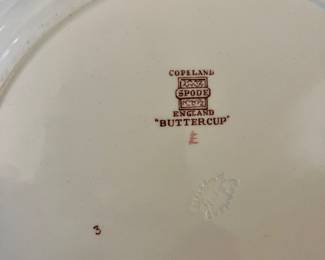 COPELAND
SPODE
ENGLAND
"BUTTERCUP"
E
3